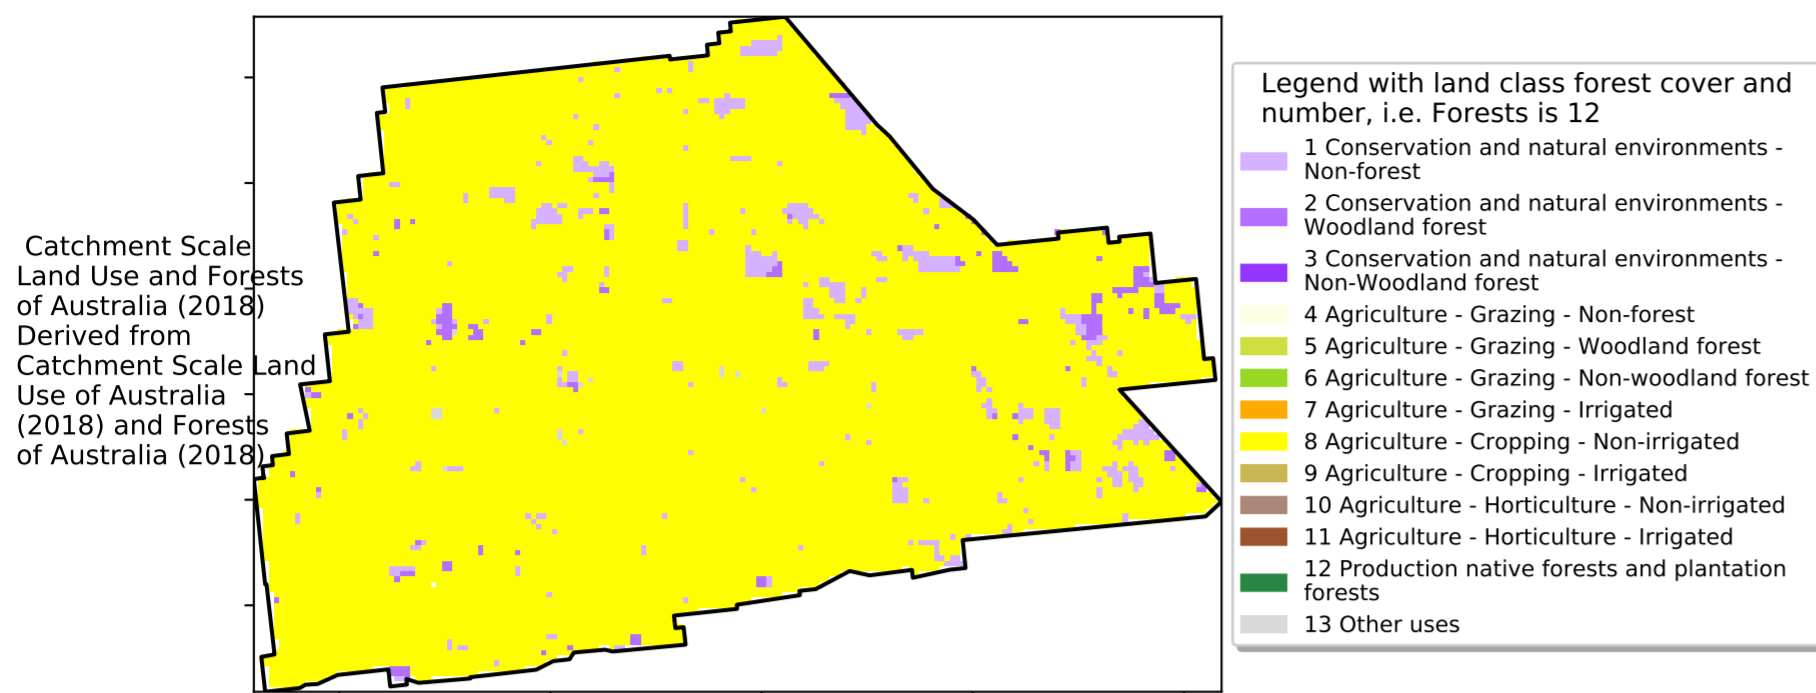 Catchment Scale
Land Use and Forests
of Australia (2018)
Derived from
Catchment Scale Land
Use of Australia
(2018) and Forests
of Australia (2018)
Legend with land class forest cover and
number, i.e. Forests is 12
1 Conservation and natural environments -
Non-forest
2 Conservation and natural environments -
Woodland forest
3 Conservation and natural environments -
Non-Woodland forest
4 Agriculture - Grazing - Non-forest
5 Agriculture - Grazing - Woodland forest
6 Agriculture - Grazing - Non-woodland forest
7 Agriculture - Grazing - Irrigated
8 Agriculture - Cropping - Non-irrigated
9 Agriculture - Cropping - Irrigated
10 Agriculture - Horticulture - Non-irrigated
11 Agriculture - Horticulture - Irrigated
12 Production native forests and plantation
forests
13 Other uses